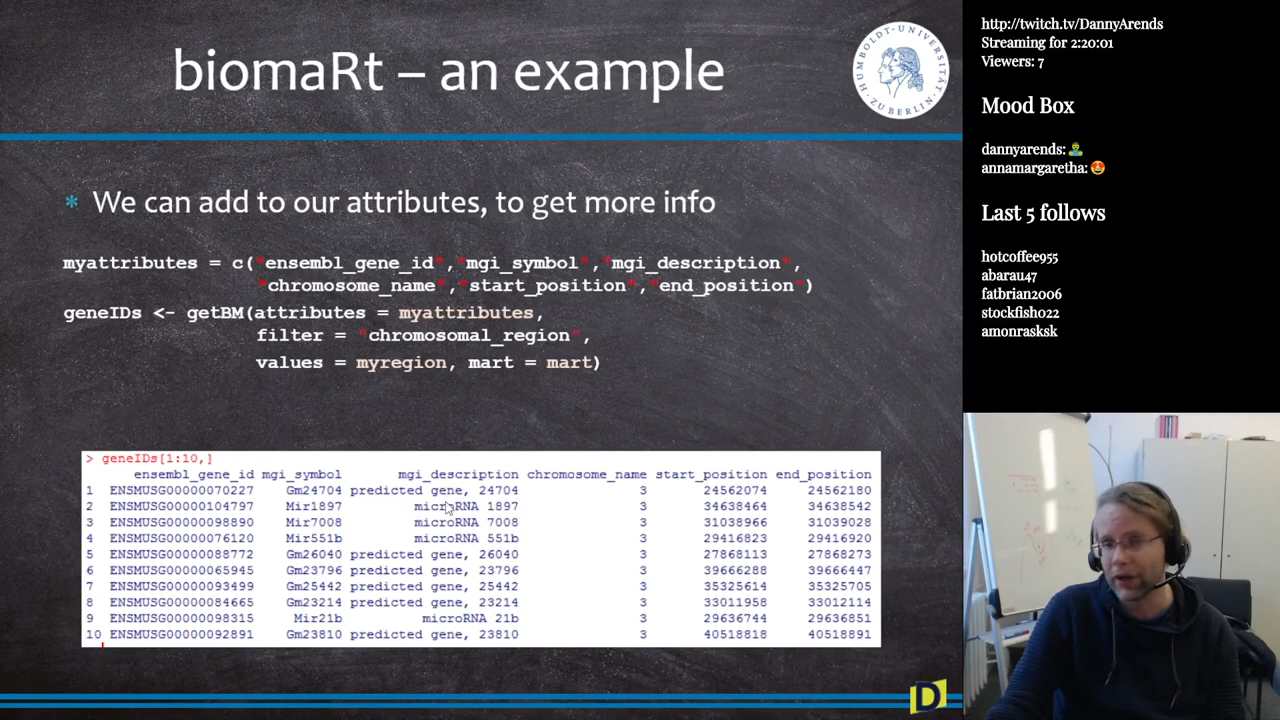 biomaRt – an example
HUMBOLDT-UNIVERSITÄT ZU BERLIN
* We can add to our attributes, to get more info
myattributes = c("ensembl_gene_id","mgi_symbol","mgi_description",
"chromosome_name","start_position","end_position")
geneIDs <- getBM(attributes = myattributes,
filter = "chromosomal_region",
values = myregion, mart = mart)
> geneIDs[1:10,]
ensembl_gene_id mgi_symbol mgi_description chromosome_name start_position end_position
1 ENSMUSG00000070227 Gm24704 predicted gene, 24704 3 24562074 24562180
2 ENSMUSG00000104797 Mir1897 microRNA 1897 3 34638464 34638542
3 ENSMUSG00000098890 Mir7008 microRNA 7008 3 31038966 31039028
4 ENSMUSG00000076120 Mir551b microRNA 551b 3 29416823 29416920
5 ENSMUSG00000088772 Gm26040 predicted gene, 26040 3 27868113 27868273
6 ENSMUSG00000065945 Gm23796 predicted gene, 23796 3 39666288 39666447
7 ENSMUSG00000093499 Gm25442 predicted gene, 25442 3 35325614 35325705
8 ENSMUSG00000084665 Gm23214 predicted gene, 23214 3 33011958 33012114
9 ENSMUSG00000098315 Mir21b microRNA 21b 3 29636744 29636851
10 ENSMUSG00000092891 Gm23810 predicted gene, 23810 3 40518818 40518891
D
http://twitch.tv/DannyArends
Streaming for 2:20:01
Viewers: 7
Mood Box
dannyarends: 🧟‍♂️
annamargaretha: 😍
Last 5 follows
hotcoffee955
abarau47
fatbrian2006
stockfish022
amonrasksk